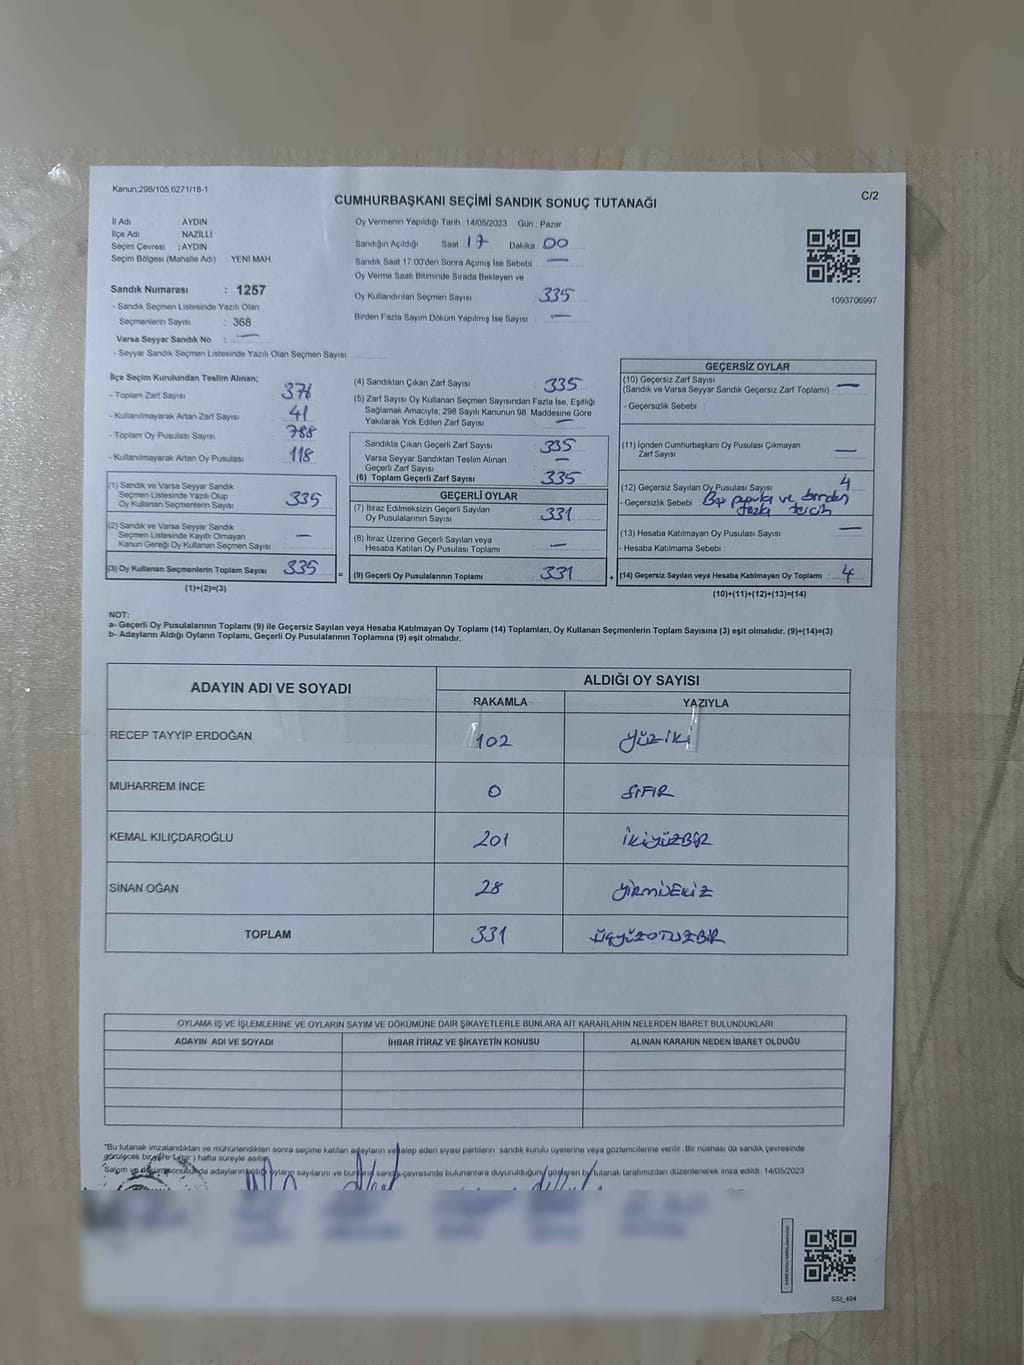 Kanun,298/105,6271/18-1
C/2
CUMHURBAŞKANI SEÇİMİ SANDIK SONUÇ TUTANAĞI
İl Adı : AYDIN
İlçe Adı : NAZİLLİ
Seçim Çevresi : AYDIN
Seçim Bölgesi (Mahalle Adı) : YENİ MAH.
Sandık Numarası : 1257
- Sandık Seçmen Listesinde Yazılı Olan
Seçmenlerin Sayısı : 368
Varsa Seyyar Sandık No : —
- Seyyar Sandık Seçmen Listesinde Yazılı Olan Seçmen Sayısı
Oy Vermenin Yapıldığı Tarih : 14/05/2023 Gün : Pazar
Sandığın Açıldığı Saat 17 Dakika 00
Sandık Saat 17.00'den Sonra Açılmış İse Sebebi —
Oy Verme Saati Bitiminde Sırada Bekleyen ve
Oy Kullandırılan Seçmen Sayısı 335
Birden Fazla Sayım Döküm Yapılmış İse Sayısı —
1093706997
İlçe Seçim Kurulundan Teslim Alınan;
- Toplam Zarf Sayısı : 376
- Kullanılmayarak Artan Zarf Sayısı : 41
- Toplam Oy Pusulası Sayısı : 788
- Kullanılmayarak Artan Oy Pusulası : 118
(1) Sandık ve Varsa Seyyar Sandık
Seçmen Listesinde Yazılı Olup
Oy Kullanan Seçmenlerin Sayısı : 335
(2) Sandık ve Varsa Seyyar Sandık
Seçmen Listesinde Kayıtlı Olmayan
Kanun Gereği Oy Kullanan Seçmen Sayısı : —
(3) Oy Kullanan Seçmenlerin Toplam Sayısı : 335
(1)+(2)=(3)
(4) Sandıktan Çıkan Zarf Sayısı : 335
(5) Zarf Sayısı Oy Kullanan Seçmen Sayısından Fazla İse, Eşitliği
Sağlamak Amacıyla; 298 Sayılı Kanunun 98. Maddesine Göre
Yakılarak Yok Edilen Zarf Sayısı : —
Sandıkta Çıkan Geçerli Zarf Sayısı : 335
Varsa Seyyar Sandıktan Teslim Alınan
Geçerli Zarf Sayısı : —
(6) Toplam Geçerli Zarf Sayısı : 335
GEÇERLİ OYLAR
(7) İtiraz Edilmeksizin Geçerli Sayılan
Oy Pusulalarının Sayısı : 331
(8) İtiraz Üzerine Geçerli Sayılan veya
Hesaba Katılan Oy Pusulası Toplamı : —
= (9) Geçerli Oy Pusulalarının Toplamı : 331 +
GEÇERSİZ OYLAR
(10) Geçersiz Zarf Sayısı
(Sandık ve Varsa Seyyar Sandık Geçersiz Zarf Toplamı) : —
- Geçersizlik Sebebi :
(11) İçinden Cumhurbaşkanı Oy Pusulası Çıkmayan
Zarf Sayısı : —
(12) Geçersiz Sayılan Oy Pusulası Sayısı : 4
- Geçersizlik Sebebi : Boş pusula ve birden
fazla tercih
(13) Hesaba Katılmayan Oy Pusulası Sayısı : —
- Hesaba Katılmama Sebebi :
(14) Geçersiz Sayılan veya Hesaba Katılmayan Oy Toplamı : 4
(10)+(11)+(12)+(13)=(14)
NOT:
a- Geçerli Oy Pusulalarının Toplamı (9) ile Geçersiz Sayılan veya Hesaba Katılmayan Oy Toplamı (14) Toplamları, Oy Kullanan Seçmenlerin Toplam Sayısına (3) eşit olmalıdır. (9)+(14)=(3)
b- Adayların Aldığı Oyların Toplamı, Geçerli Oy Pusulalarının Toplamına (9) eşit olmalıdır.
ADAYIN ADI VE SOYADI
ALDIĞI OY SAYISI
RAKAMLA YAZIYLA
RECEP TAYYİP ERDOĞAN 102 YÜZİKİ
MUHARREM İNCE 0 SIFIR
KEMAL KILIÇDAROĞLU 201 İKİYÜZBİR
SİNAN OĞAN 28 YİRMİSEKİZ
TOPLAM 331 ÜÇYÜZOTUZBİR
OYLAMA İŞ VE İŞLEMLERİNE VE OYLARIN SAYIM VE DÖKÜMÜNE DAİR ŞİKAYETLERLE BUNLARA AİT KARARLARIN NELERDEN İBARET BULUNDUKLARI
ADAYIN ADI VE SOYADI İHBAR İTİRAZ VE ŞİKAYETİN KONUSU ALINAN KARARIN NEDEN İBARET OLDUĞU
*Bu tutanak imzalandıktan ve mühürlendikten sonra seçime katılan adayların ve talep eden siyasi partilerin sandık kurulu üyelerine veya gözlemcilerine verilir. Bir nüshası da sandık çevresinde
görülecek bir yere 1 (bir) hafta süreyle asılır.
Sayım ve döküm sonubunda adayların aldığı oyların sayılarını ve bunların sandık çevresinde bulunanlara duyurulduğunu gösteren bu tutanak tarafımızdan düzenlenerek imza edildi. 14/05/2023
SSI_404